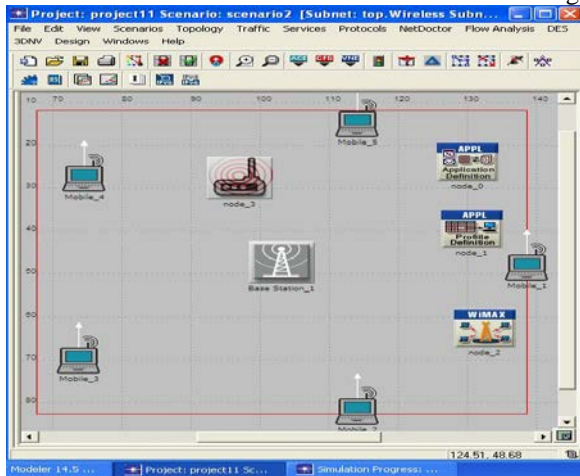 Project: project11 Scenario: scenario2 [Subnet: top.Wireless Subn...
File Edit View Scenarios Topology Traffic Services Protocols NetDoctor Flow Analysis DES
3DNV Design Windows Help
10 70 80 90 100 110 120 130 140
20
30
40
50
60
70
80
Mobile_5
APPL
Application
Definition
node_0
Mobile_4
node_3
APPL
Profile
Definition
node_1
Base Station_1
Mobile_1
WiMAX
node_2
Mobile_3
Mobile_2
124.51, 48.68
Modeler 14.5 ...
Project: project11 Sc...
Simulation Progress: ...